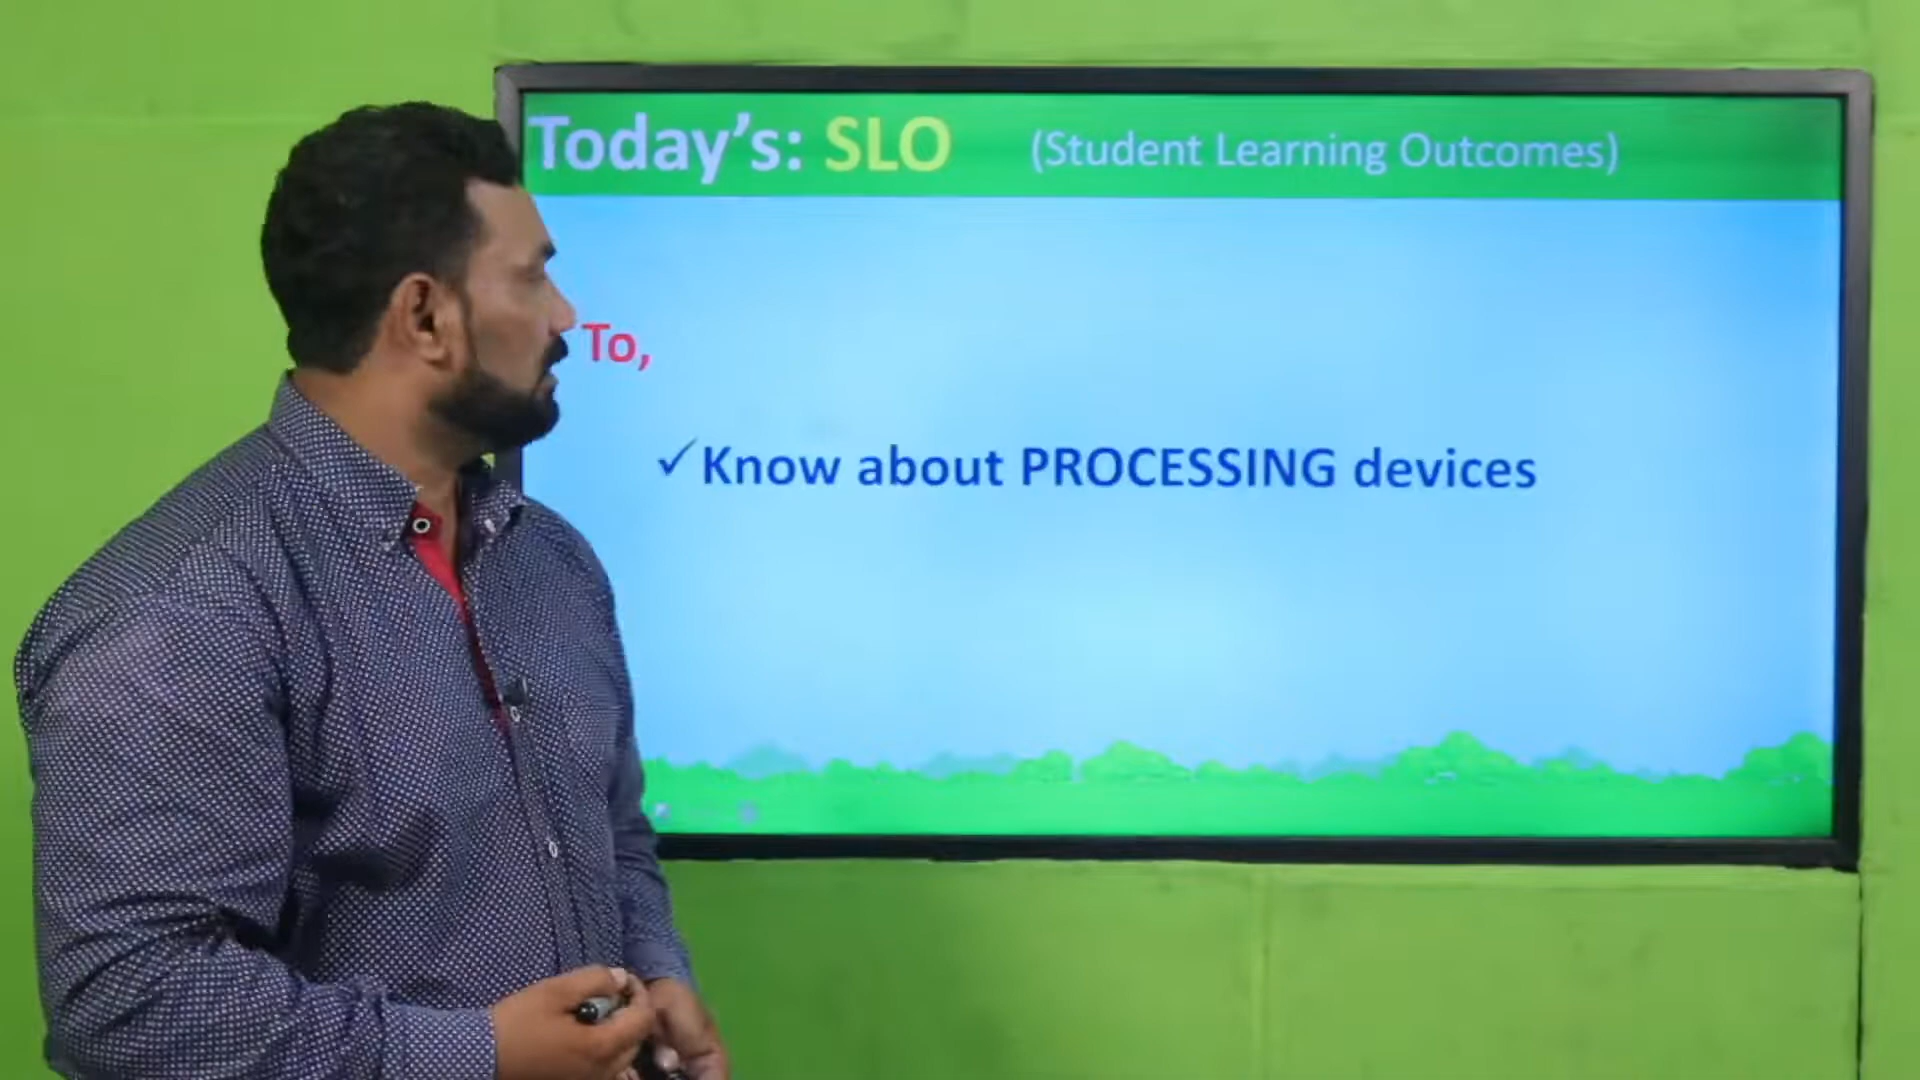 Today's: SLO (Student Learning Outcomes)
To,
✓Know about PROCESSING devices